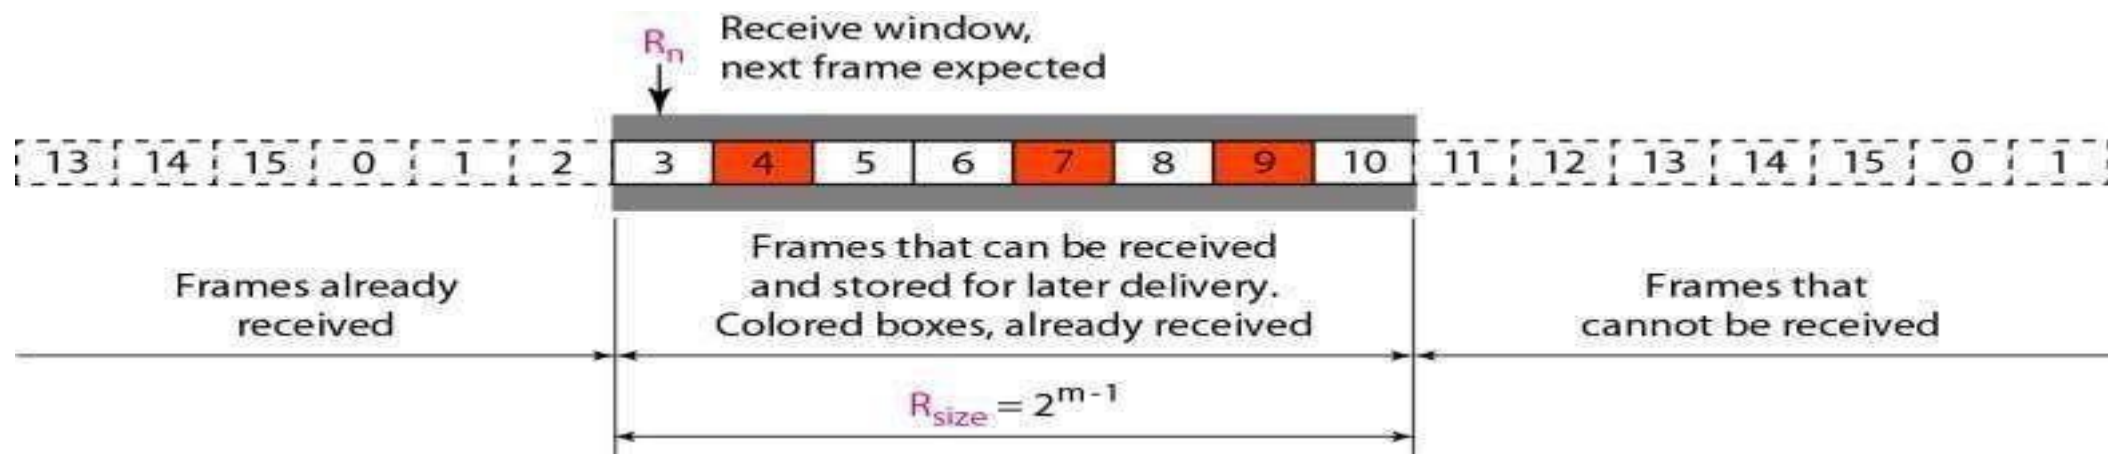 Rn Receive window,
next frame expected
13 14 15 0 1 2 3 4 5 6 7 8 9 10 11 12 13 14 15 0 1
Frames already
received
Frames that can be received
and stored for later delivery.
Colored boxes, already received
Frames that
cannot be received
Rsize = 2^m-1